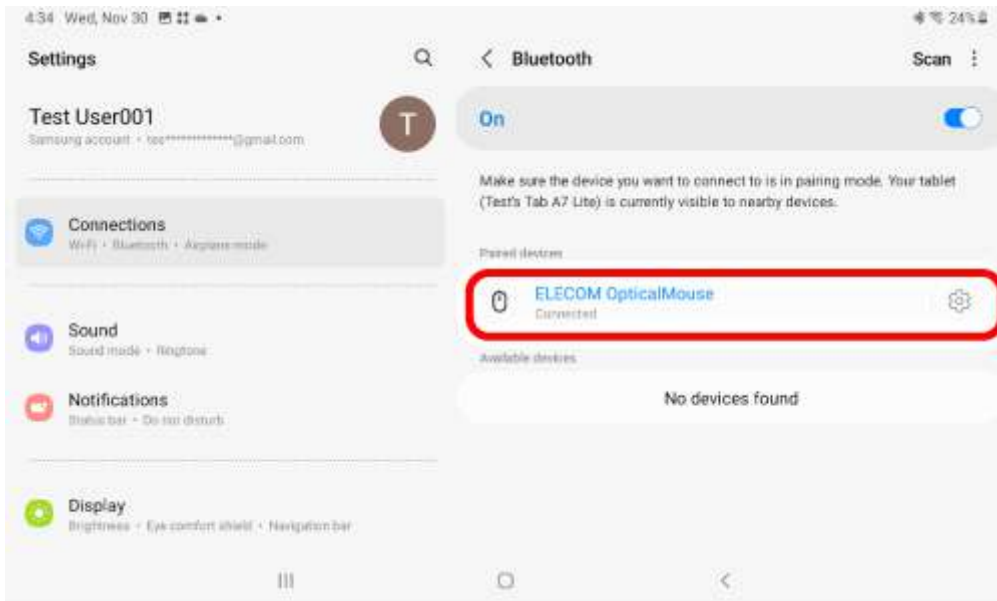 4:34 Wed, Nov 30
24%
Settings
Test User001
Samsung account • tes**************@gmail.com
T
Connections
Wi-Fi • Bluetooth • Airplane mode
Sound
Sound mode • Ringtone
Notifications
Status bar • Do not disturb
Display
Brightness • Eye comfort shield • Navigation bar
Bluetooth
Scan
On
Make sure the device you want to connect to is in pairing mode. Your tablet
(Test's Tab A7 Lite) is currently visible to nearby devices.
Paired devices
ELECOM OpticalMouse
Connected
Available devices
No devices found